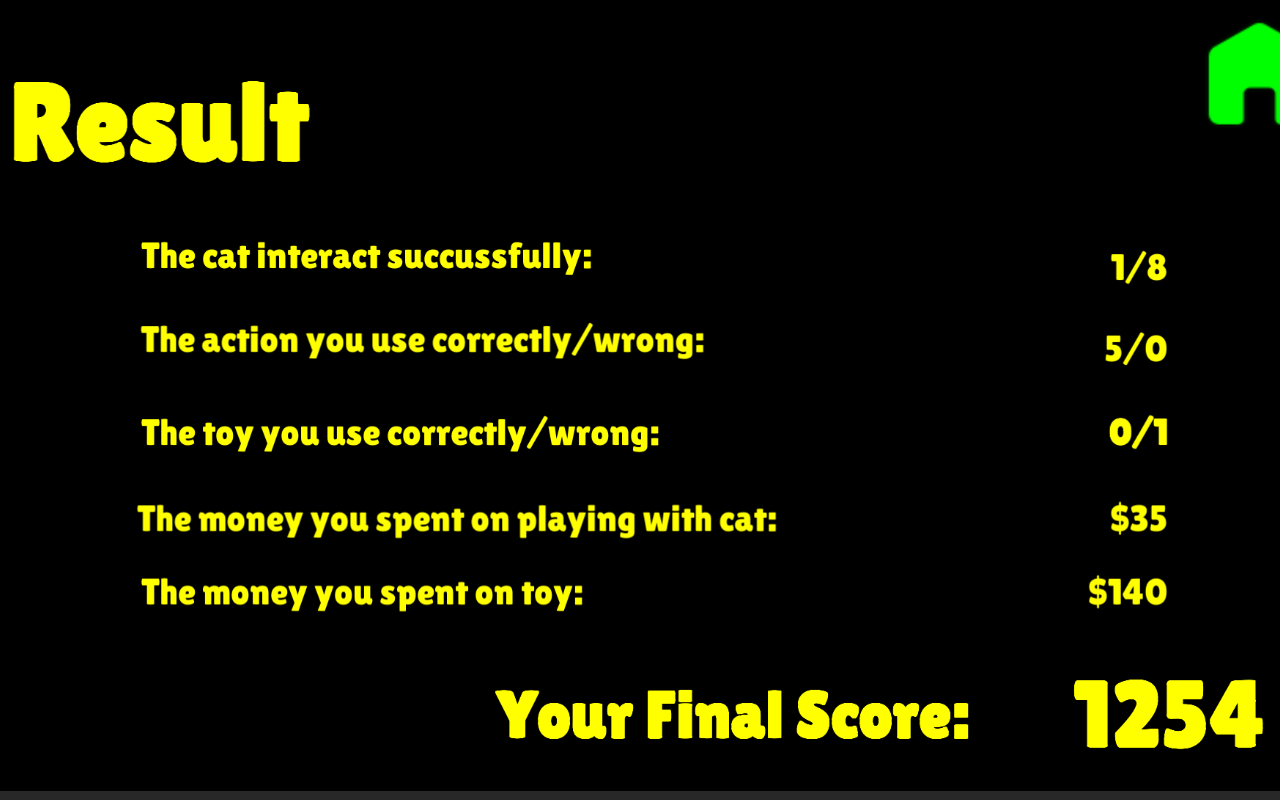 Result
The cat interact succussfully: 1/8
The action you use correctly/wrong: 5/0
The toy you use correctly/wrong: 0/1
The money you spent on playing with cat: $35
The money you spent on toy: $140
Your Final Score: 1254